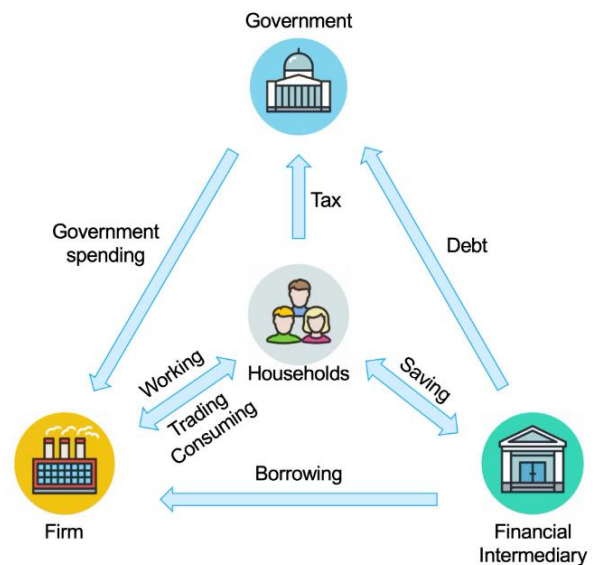 Government
Tax
Government
spending
Debt
Working
Households
Saving
Trading
Consuming
Borrowing
Firm
Financial
Intermediary